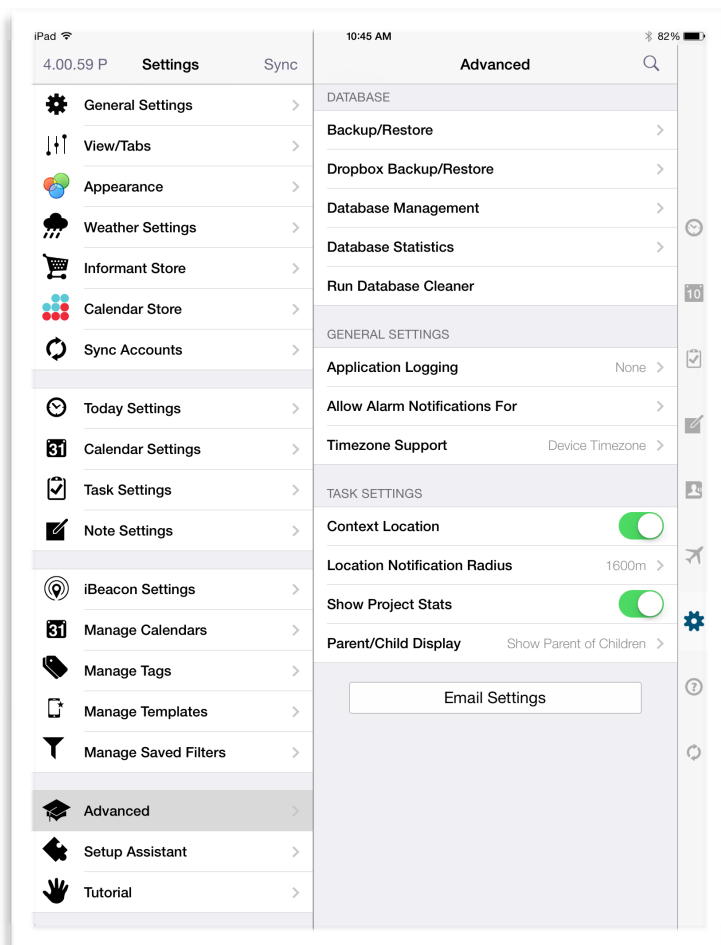 iPad 10:45 AM 82%
4.00.59 P Settings Sync
General Settings
View/Tabs
Appearance
Weather Settings
Informant Store
Calendar Store
Sync Accounts
Today Settings
31 Calendar Settings
Task Settings
Note Settings
iBeacon Settings
31 Manage Calendars
Manage Tags
Manage Templates
Manage Saved Filters
Advanced
Setup Assistant
Tutorial
Advanced
DATABASE
Backup/Restore
Dropbox Backup/Restore
Database Management
Database Statistics
Run Database Cleaner
GENERAL SETTINGS
Application Logging None
Allow Alarm Notifications For
Timezone Support Device Timezone
TASK SETTINGS
Context Location
Location Notification Radius 1600m
Show Project Stats
Parent/Child Display Show Parent of Children
Email Settings
10
?